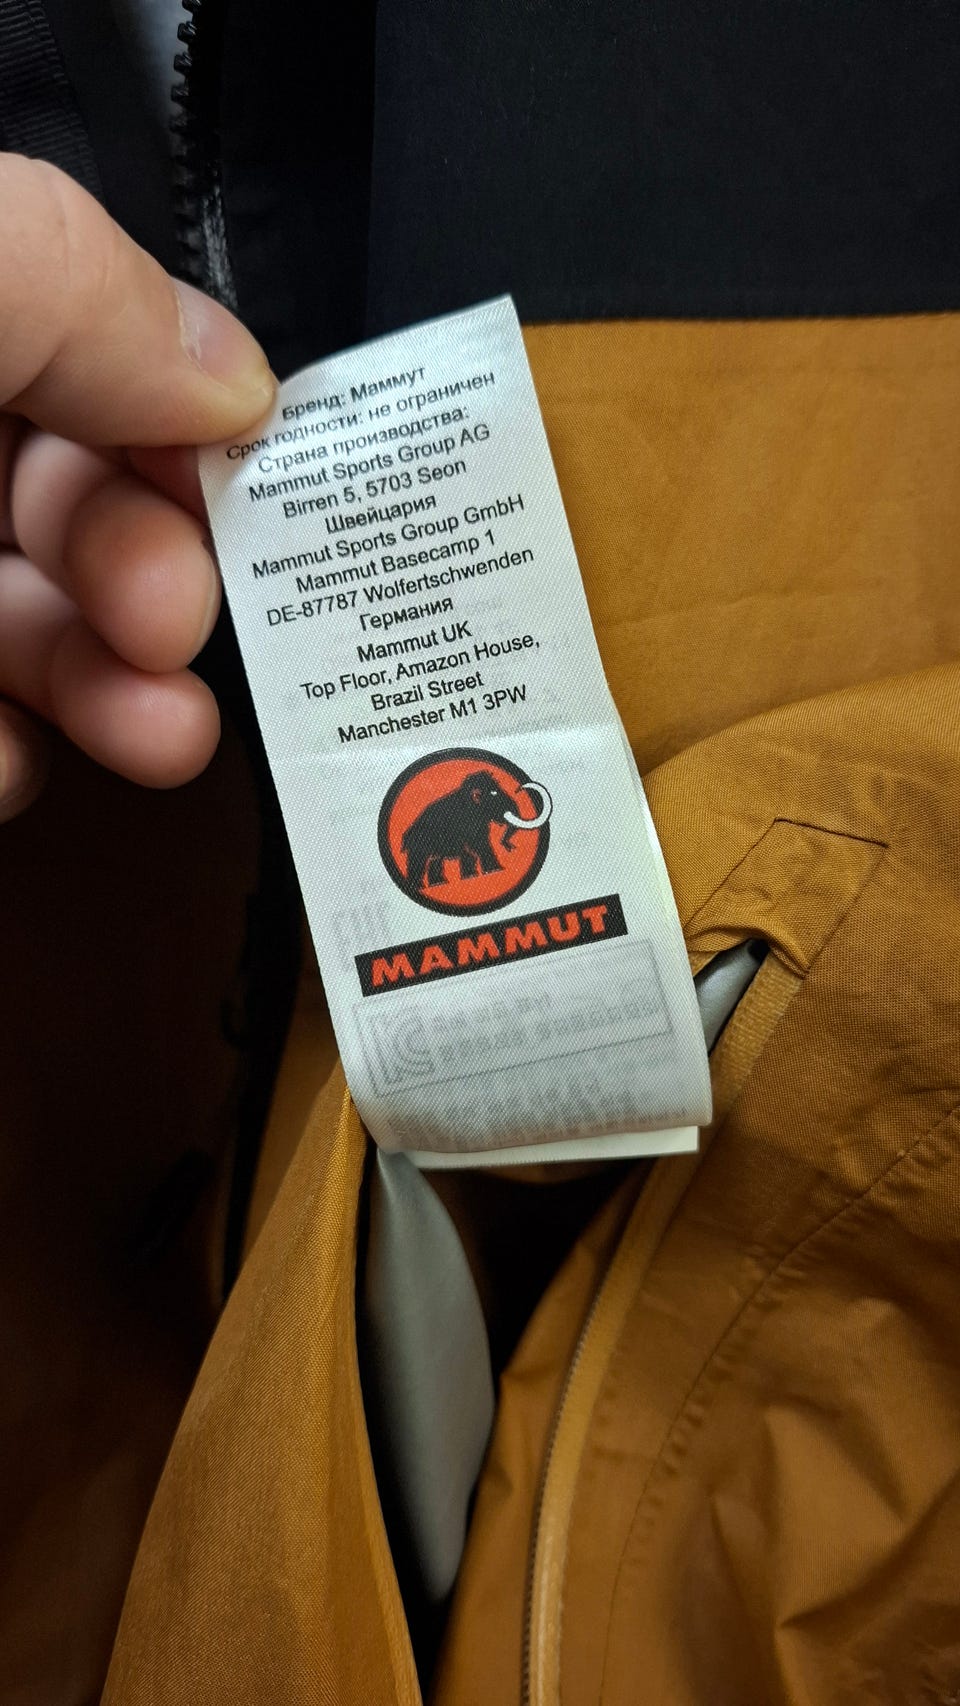 Бренд: Маммут
Срок годности: не ограничен
Страна производства:
Mammut Sports Group AG
Birren 5, 5703 Seon
Швейцария
Mammut Sports Group GmbH
Mammut Basecamp 1
DE-87787 Wolfertschwenden
Германия
Mammut UK
Top Floor, Amazon House,
Brazil Street
Manchester M1 3PW
MAMMUT